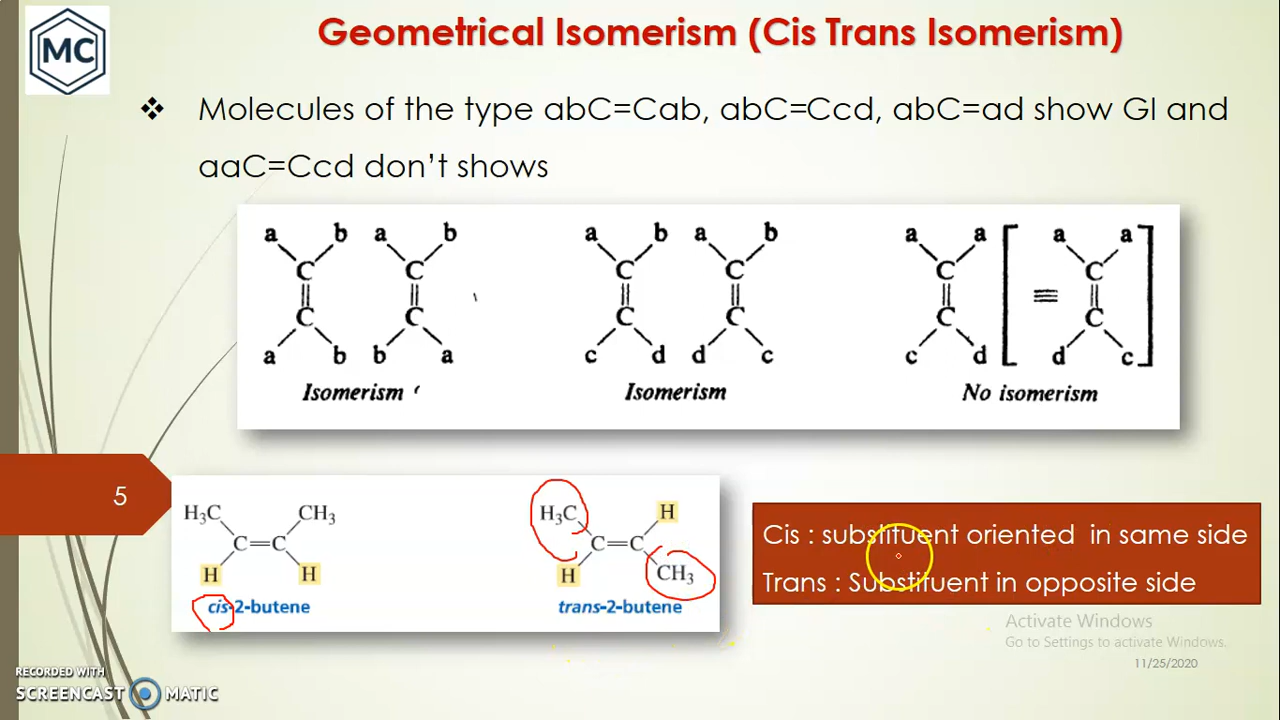 MC
Geometrical Isomerism (Cis Trans Isomerism)
❖ Molecules of the type abC=Cab, abC=Ccd, abC=ad show GI and
aaC=Ccd don’t shows
a b a b a b a b a a a a
C C C C C C
≡
C C C C C C
a b b a c d d c c d d c
Isomerism Isomerism No isomerism
5
H₃C CH₃ H₃C H
C=C C=C
H H H CH₃
cis-2-butene trans-2-butene
Cis : substituent oriented in same side
Trans : Substituent in opposite side
Activate Windows
Go to Settings to activate Windows.
11/25/2020
RECORDED WITH
SCREENCAST MATIC